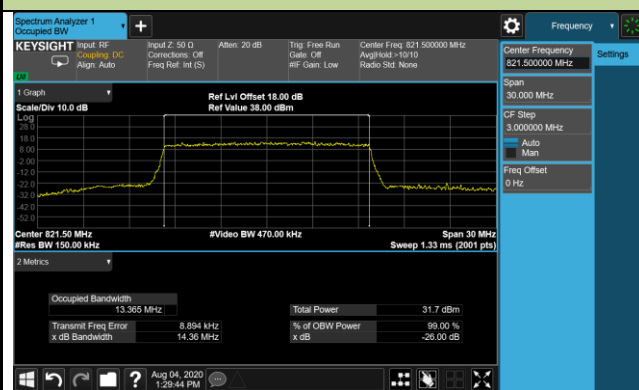 Spectrum Analyzer 1
Occupied BW
Frequency
KEYSIGHT
Input: RF
Coupling: DC
Align: Auto
Input Z: 50 Ω
Corrections: Off
Freq Ref: Int (S)
Atten: 20 dB
Trig: Free Run
Gate: Off
#IF Gain: Low
Center Freq: 821.500000 MHz
Avg|Hold:>10/10
Radio Std: None
LXI
Center Frequency
821.500000 MHz
Settings
Span
30.000 MHz
CF Step
3.000000 MHz
Auto
Man
Freq Offset
0 Hz
1 Graph
Scale/Div 10.0 dB
Ref Lvl Offset 18.00 dB
Ref Value 38.00 dBm
Log
28.0
18.0
8.00
-2.00
-12.0
-22.0
-32.0
-42.0
-52.0
Center 821.50 MHz
#Video BW 470.00 kHz
Span 30 MHz
#Res BW 150.00 kHz
Sweep 1.33 ms (2001 pts)
2 Metrics
Occupied Bandwidth
13.365 MHz
Total Power 31.7 dBm
Transmit Freq Error 8.894 kHz
% of OBW Power 99.00 %
x dB Bandwidth 14.36 MHz
x dB -26.00 dB
Aug 04, 2020
1:29:44 PM